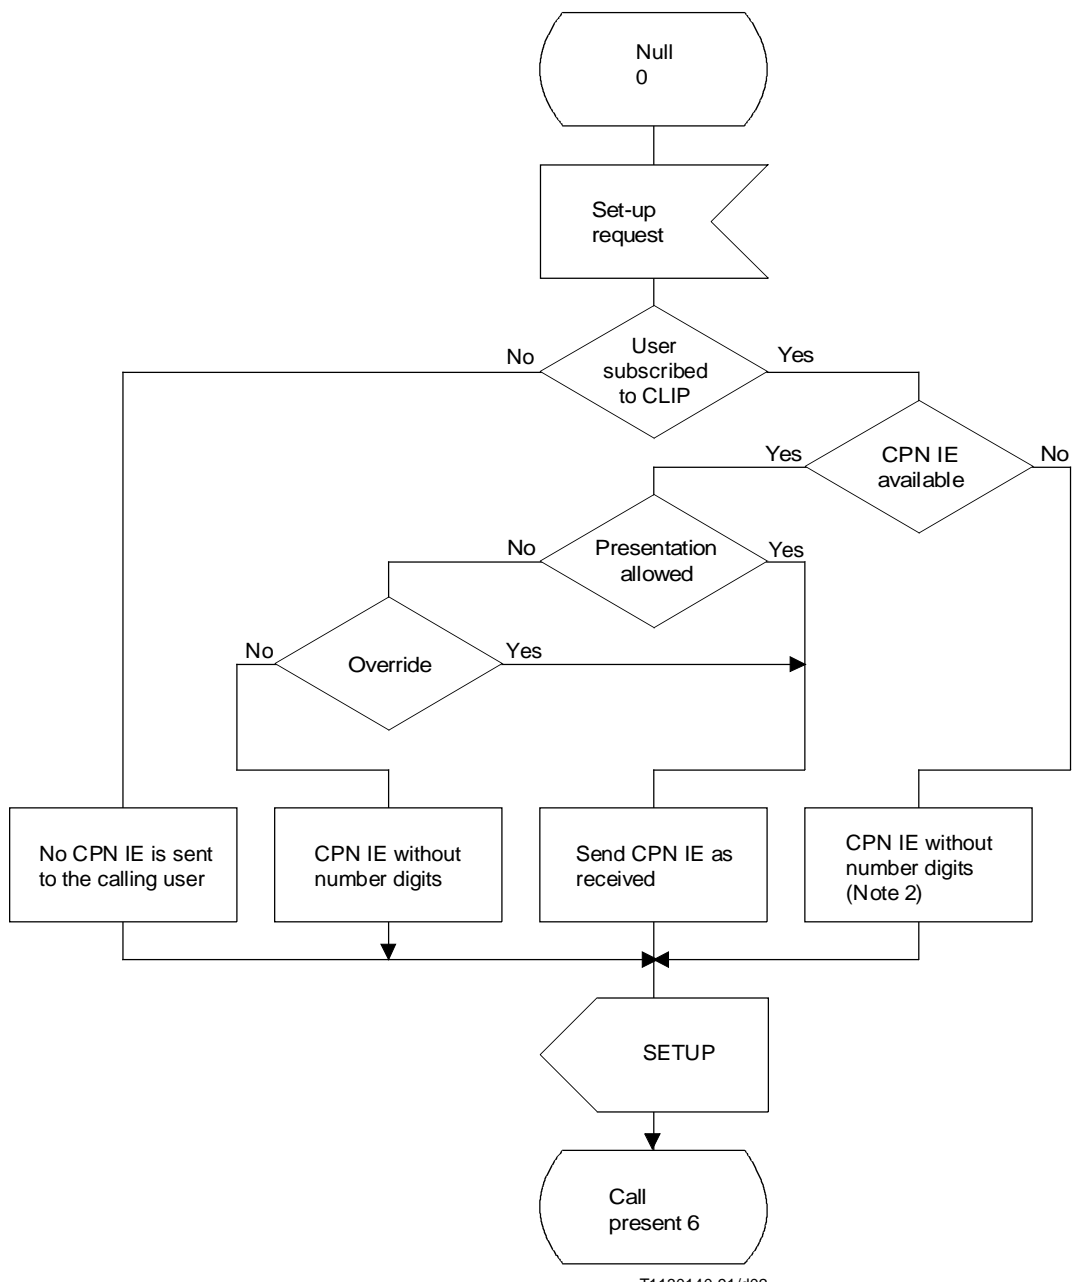 Null
0
Set-up
request
User
subscribed
to CLIP
No
Yes
CPN IE
available
Yes
No
Presentation
allowed
No
Yes
Override
No
Yes
No CPN IE is sent
to the calling user
CPN IE without
number digits
Send CPN IE as
received
CPN IE without
number digits
(Note 2)
SETUP
Call
present 6